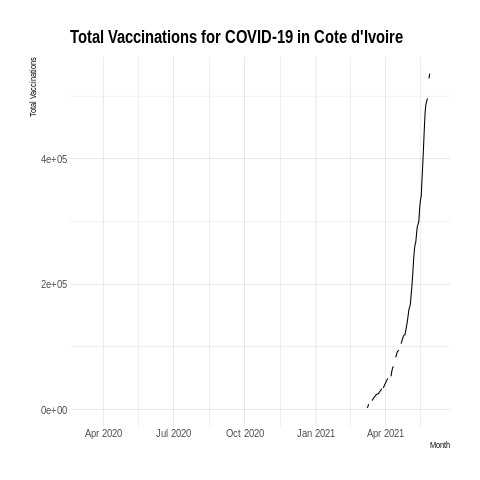 Total Vaccinations for COVID-19 in Cote d'Ivoire
Total Vaccinations
4e+05
2e+05
0e+00
Apr 2020 Jul 2020 Oct 2020 Jan 2021 Apr 2021
Month